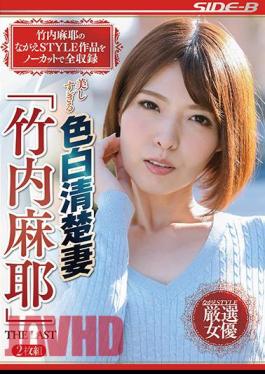 SIDE-B
竹内麻耶の
ながえSTYLE作品を
ノーカットで全収録
美しすぎる
色白清楚妻
「竹内麻耶」
THE LAST
2枚組
ながえSTYLE
厳選
女優
JAVHD